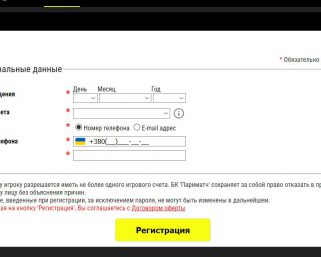 * Обязательно
нальные данные
День Месяц Год
дения *
ета *
* Номер телефона E-mail адрес
лефона * +380(__)___-__-__
*
у игроку разрешается иметь не более одного игрового счета. БК 'Париматч' сохраняет за собой право отказать в р
у лицу без объяснения причин.
е, введенные при регистрации, за исключением пароля, не могут быть изменены в дальнейшем.
ая на кнопку 'Регистрация', Вы соглашаетесь с Договором оферты
Регистрация